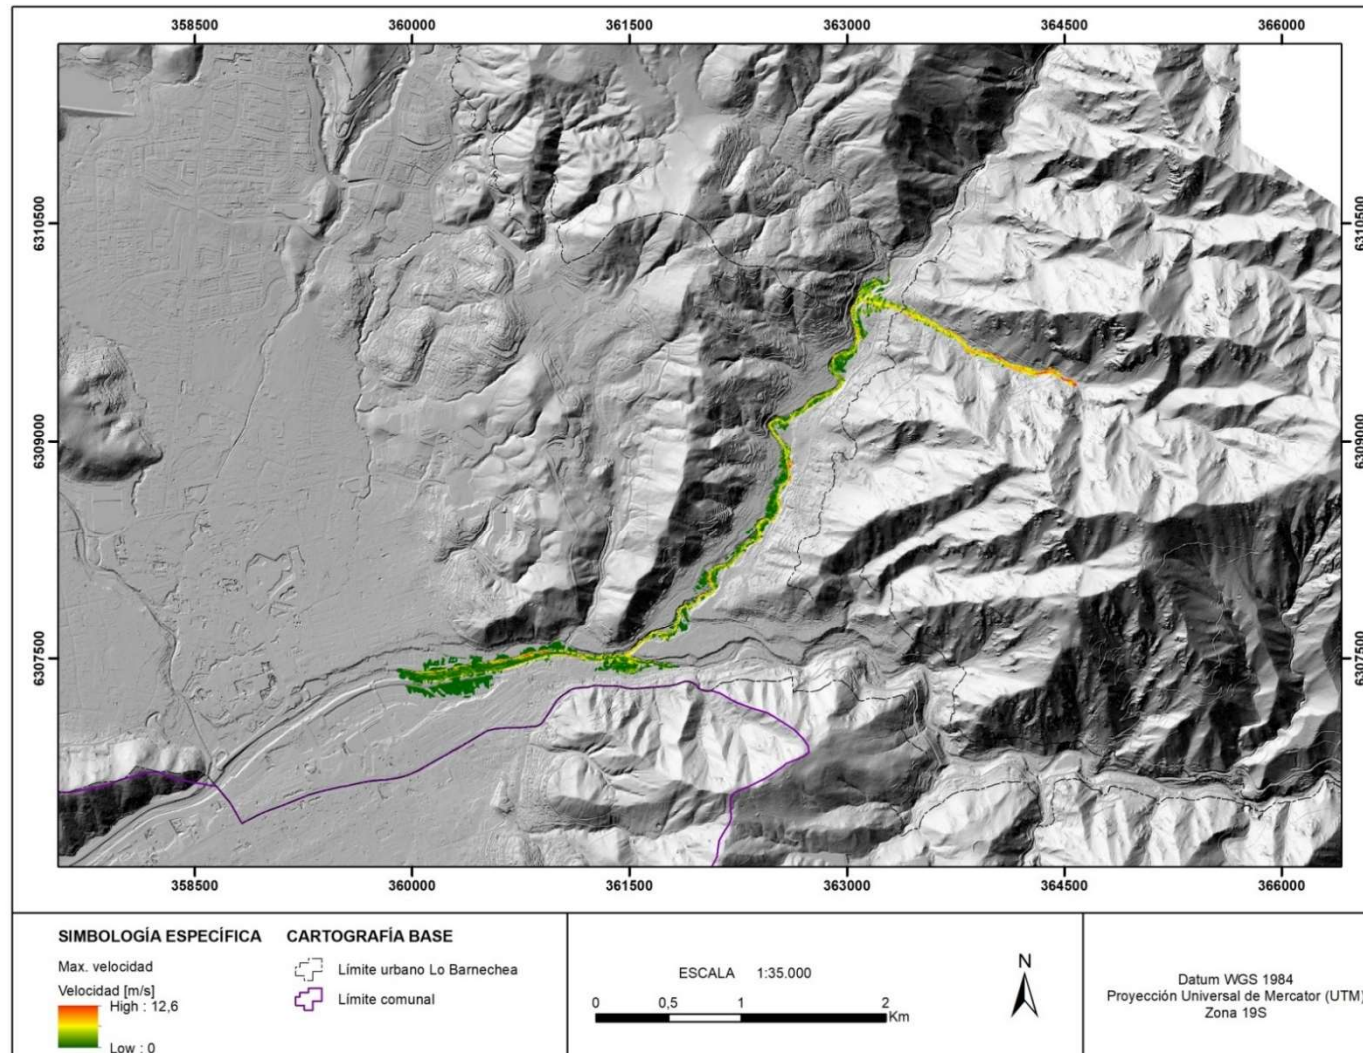 358500 360000 361500 363000 364500 366000
6310500 6310500
6309000 6309000
6307500 6307500
358500 360000 361500 363000 364500 366000
SIMBOLOGÍA ESPECÍFICA
Max. velocidad
Velocidad [m/s]
High : 12,6
Low : 0
CARTOGRAFÍA BASE
Límite urbano Lo Barnechea
Límite comunal
ESCALA 1:35.000
0 0,5 1 2
Km
N
Datum WGS 1984
Proyección Universal de Mercator (UTM)
Zona 19S